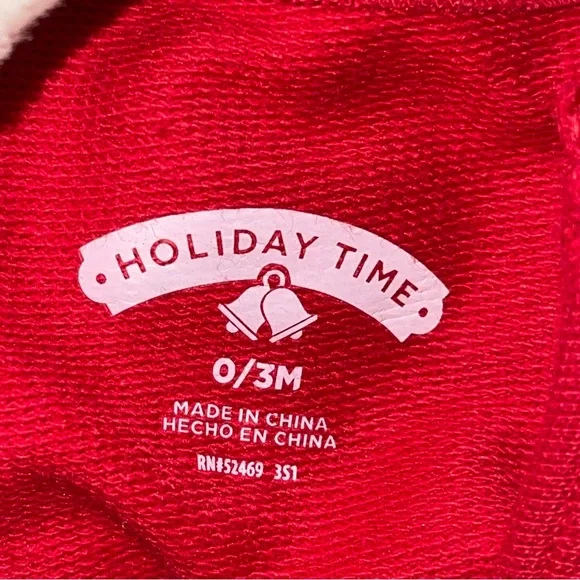 HOLIDAY TIME
0/3M
MADE IN CHINA
HECHO EN CHINA
RN#52469 3S1